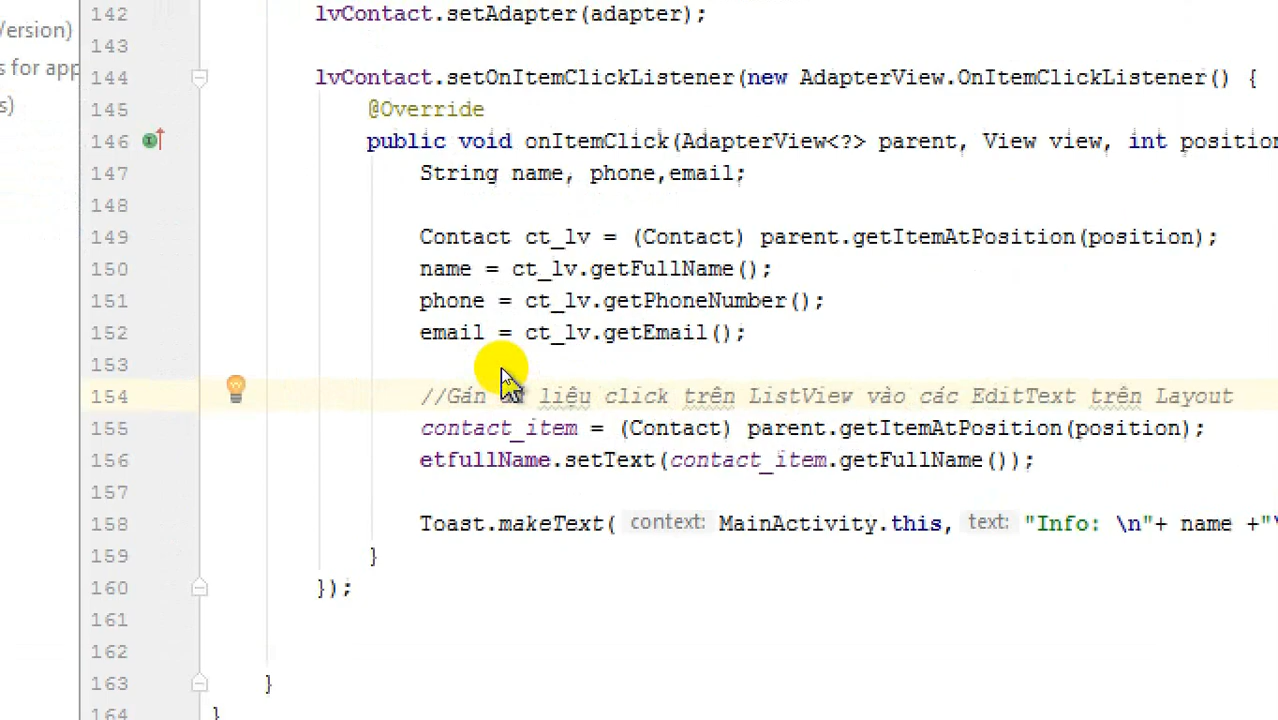 Version)
s for app
s)
142 lvContact.setAdapter(adapter);
143
144 lvContact.setOnItemClickListener(new AdapterView.OnItemClickListener() {
145 @Override
146 public void onItemClick(AdapterView<?> parent, View view, int position
147 String name, phone,email;
148
149 Contact ct_lv = (Contact) parent.getItemAtPosition(position);
150 name = ct_lv.getFullName();
151 phone = ct_lv.getPhoneNumber();
152 email = ct_lv.getEmail();
153
154 //Gán liệu click trên ListView vào các EditText trên Layout
155 contact_item = (Contact) parent.getItemAtPosition(position);
156 etfullName.setText(contact_item.getFullName());
157
158 Toast.makeText( context: MainActivity.this, text: "Info: \n"+ name +"\
159 }
160 });
161
162
163 }
164 }